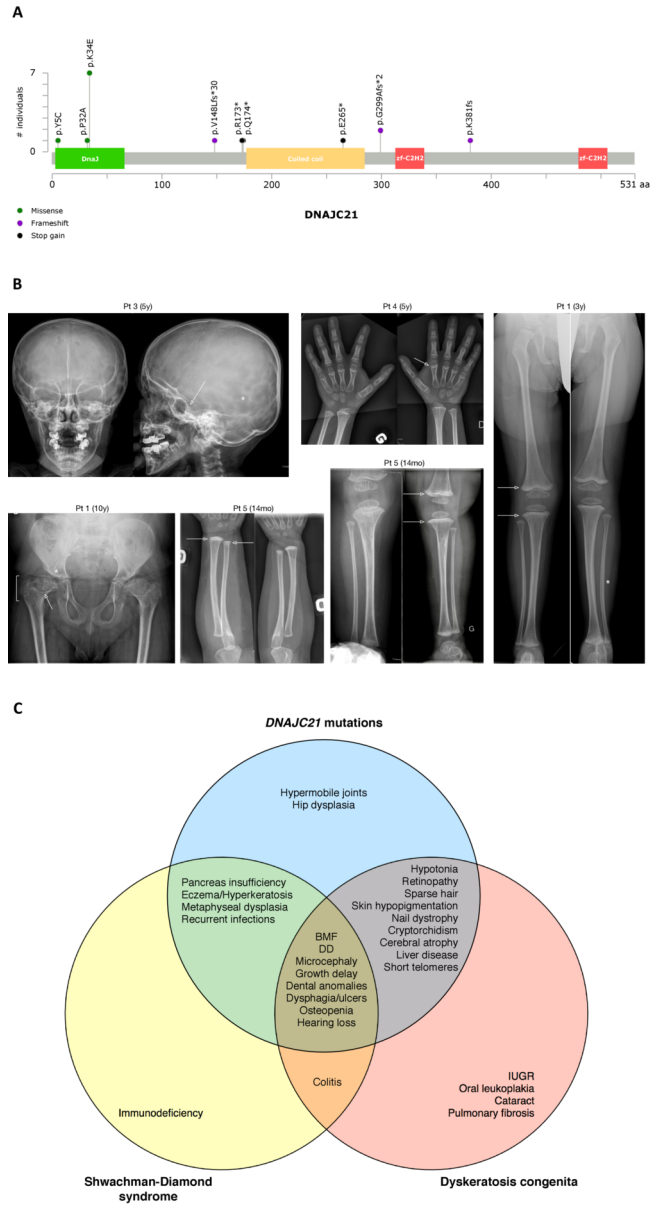 A
# individuals
7
0
p.Y5C
p.P32A
p.K34E
p.V148Lfs*30
p.R173*
p.Q174*
p.E265*
p.G299Afs*2
p.K381fs
DnaJ
Coiled coil
zf-C2H2
zf-C2H2
0
100
200
300
400
531 aa
DNAJC21
Missense
Frameshift
Stop gain
B
Pt 3 (5y)
Pt 4 (5y)
Pt 1 (3y)
G
D
Pt 5 (14mo)
Pt 1 (10y)
Pt 5 (14mo)
G
C
DNAJC21 mutations
Hypermobile joints
Hip dysplasia
Pancreas insufficiency
Eczema/Hyperkeratosis
Metaphyseal dysplasia
Recurrent infections
Hypotonia
Retinopathy
Sparse hair
Skin hypopigmentation
Nail dystrophy
Cryptorchidism
Cerebral atrophy
Liver disease
Short telomeres
BMF
DD
Microcephaly
Growth delay
Dental anomalies
Dysphagia/ulcers
Osteopenia
Hearing loss
Colitis
Immunodeficiency
IUGR
Oral leukoplakia
Cataract
Pulmonary fibrosis
Shwachman-Diamond
syndrome
Dyskeratosis congenita